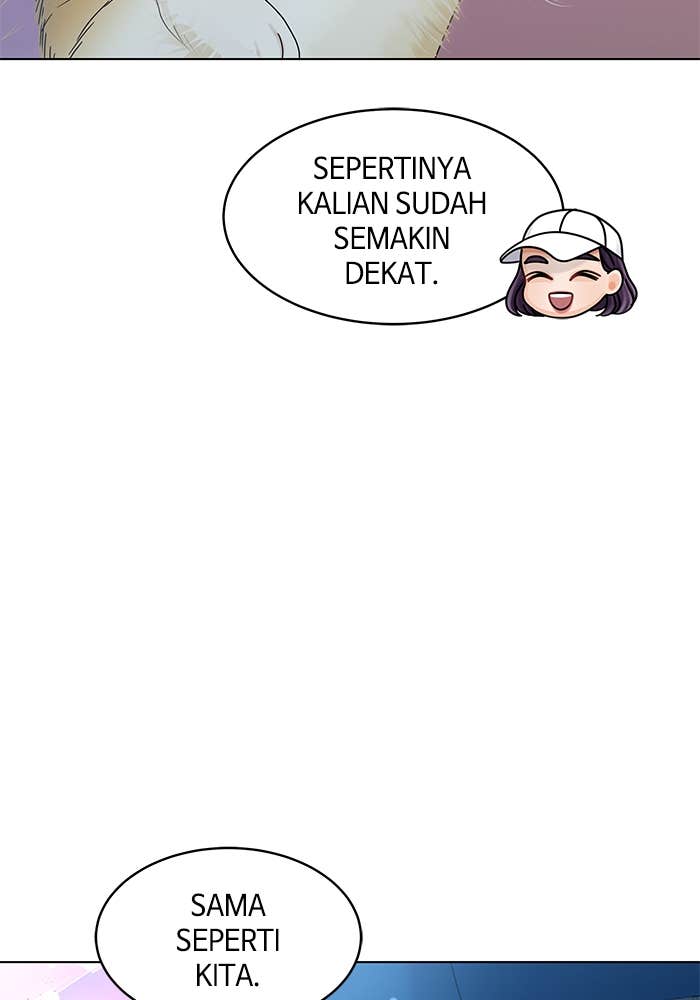 SEPERTINYA
KALIAN SUDAH
SEMAKIN
DEKAT.
SAMA
SEPERTI
KITA.